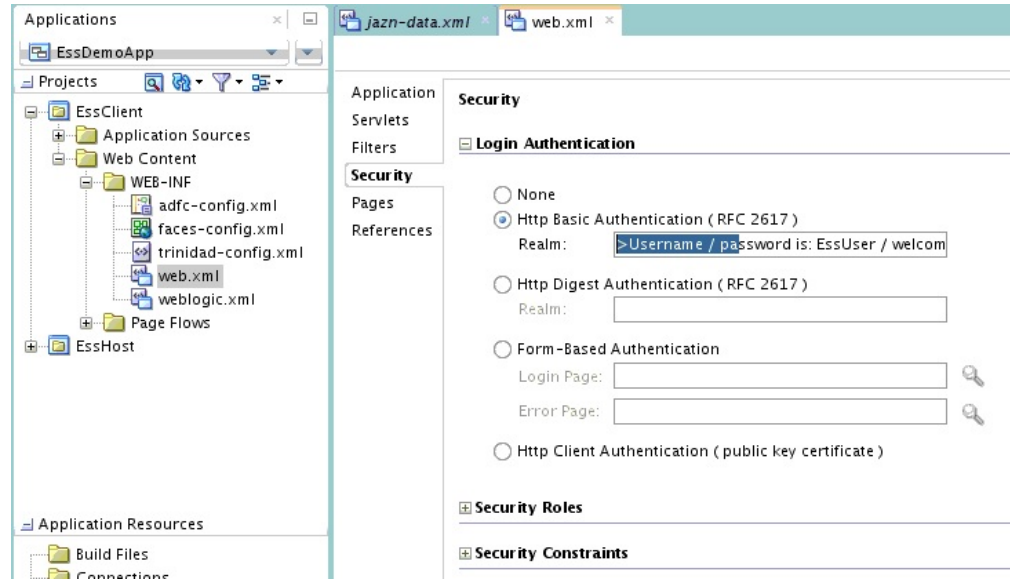 Applications
EssDemoApp
Projects
EssClient
Application Sources
Web Content
WEB-INF
adfc-config.xml
faces-config.xml
trinidad-config.xml
web.xml
weblogic.xml
Page Flows
EssHost
Application Resources
Build Files
Connections
jazn-data.xml
web.xml
Application
Servlets
Filters
Security
Pages
References
Security
Login Authentication
None
Http Basic Authentication ( RFC 2617 )
Realm: >Username / password is: EssUser / welcom
Http Digest Authentication ( RFC 2617 )
Realm:
Form-Based Authentication
Login Page:
Error Page:
Http Client Authentication ( public key certificate )
Security Roles
Security Constraints